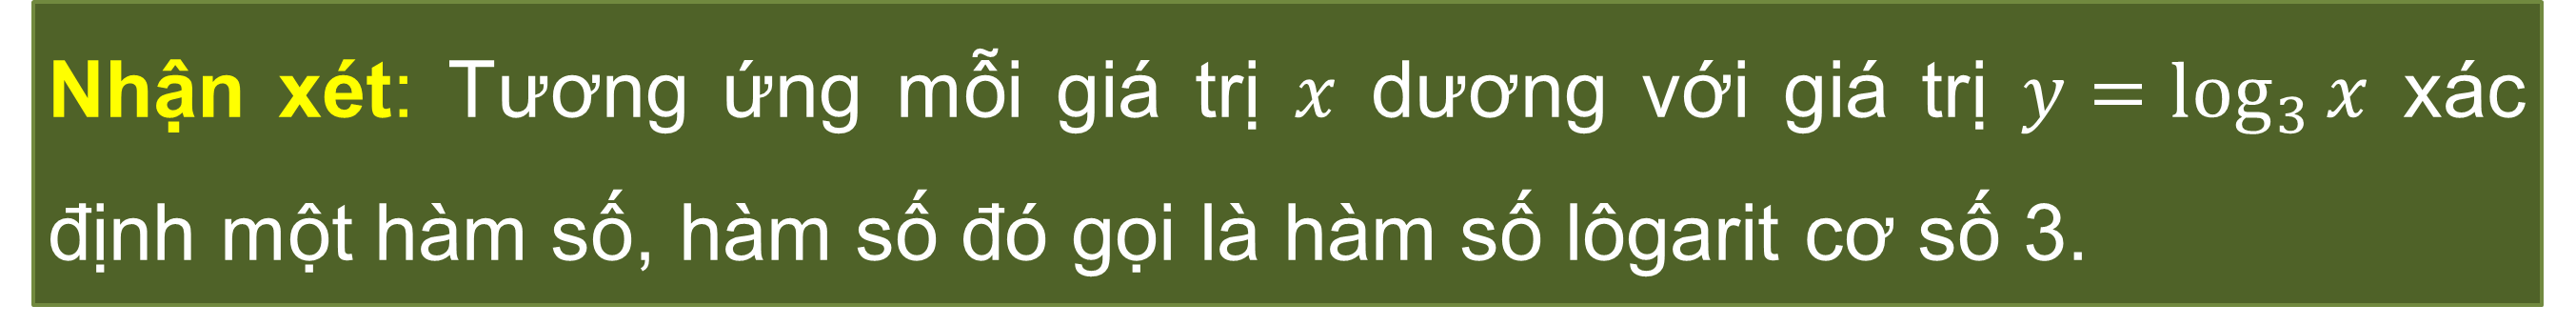 Nhận xét: Tương ứng mỗi giá trị x dương với giá trị y = log₃ x xác
định một hàm số, hàm số đó gọi là hàm số lôgarit cơ số 3.